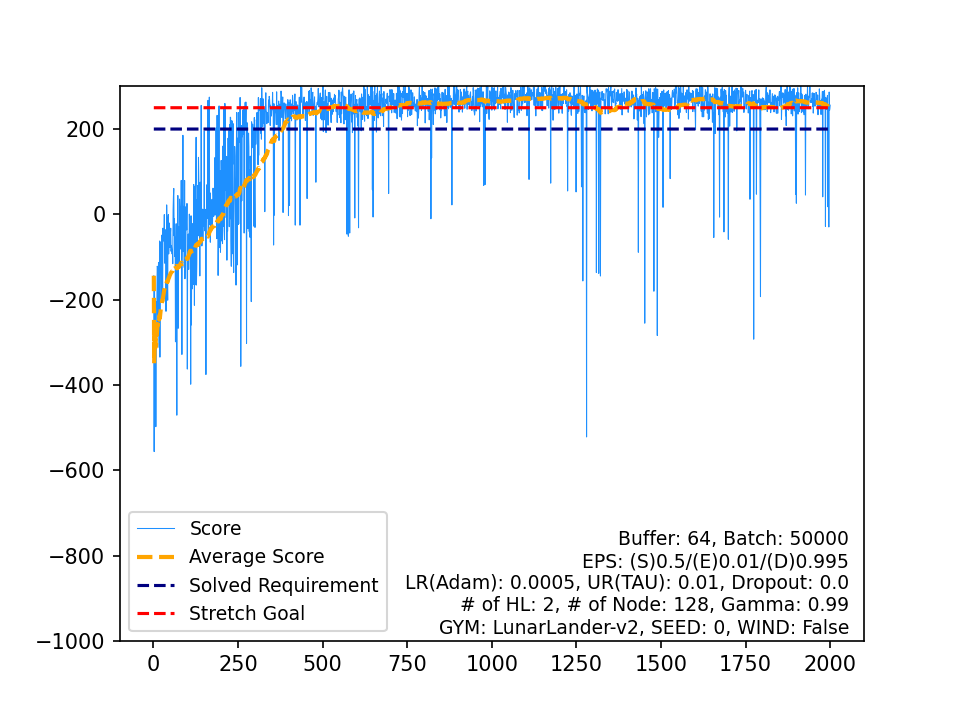 200
0
−200
−400
−600
−800
−1000
0 250 500 750 1000 1250 1500 1750 2000
Score
Average Score
Solved Requirement
Stretch Goal
Buffer: 64, Batch: 50000
EPS: (S)0.5/(E)0.01/(D)0.995
LR(Adam): 0.0005, UR(TAU): 0.01, Dropout: 0.0
# of HL: 2, # of Node: 128, Gamma: 0.99
GYM: LunarLander-v2, SEED: 0, WIND: False